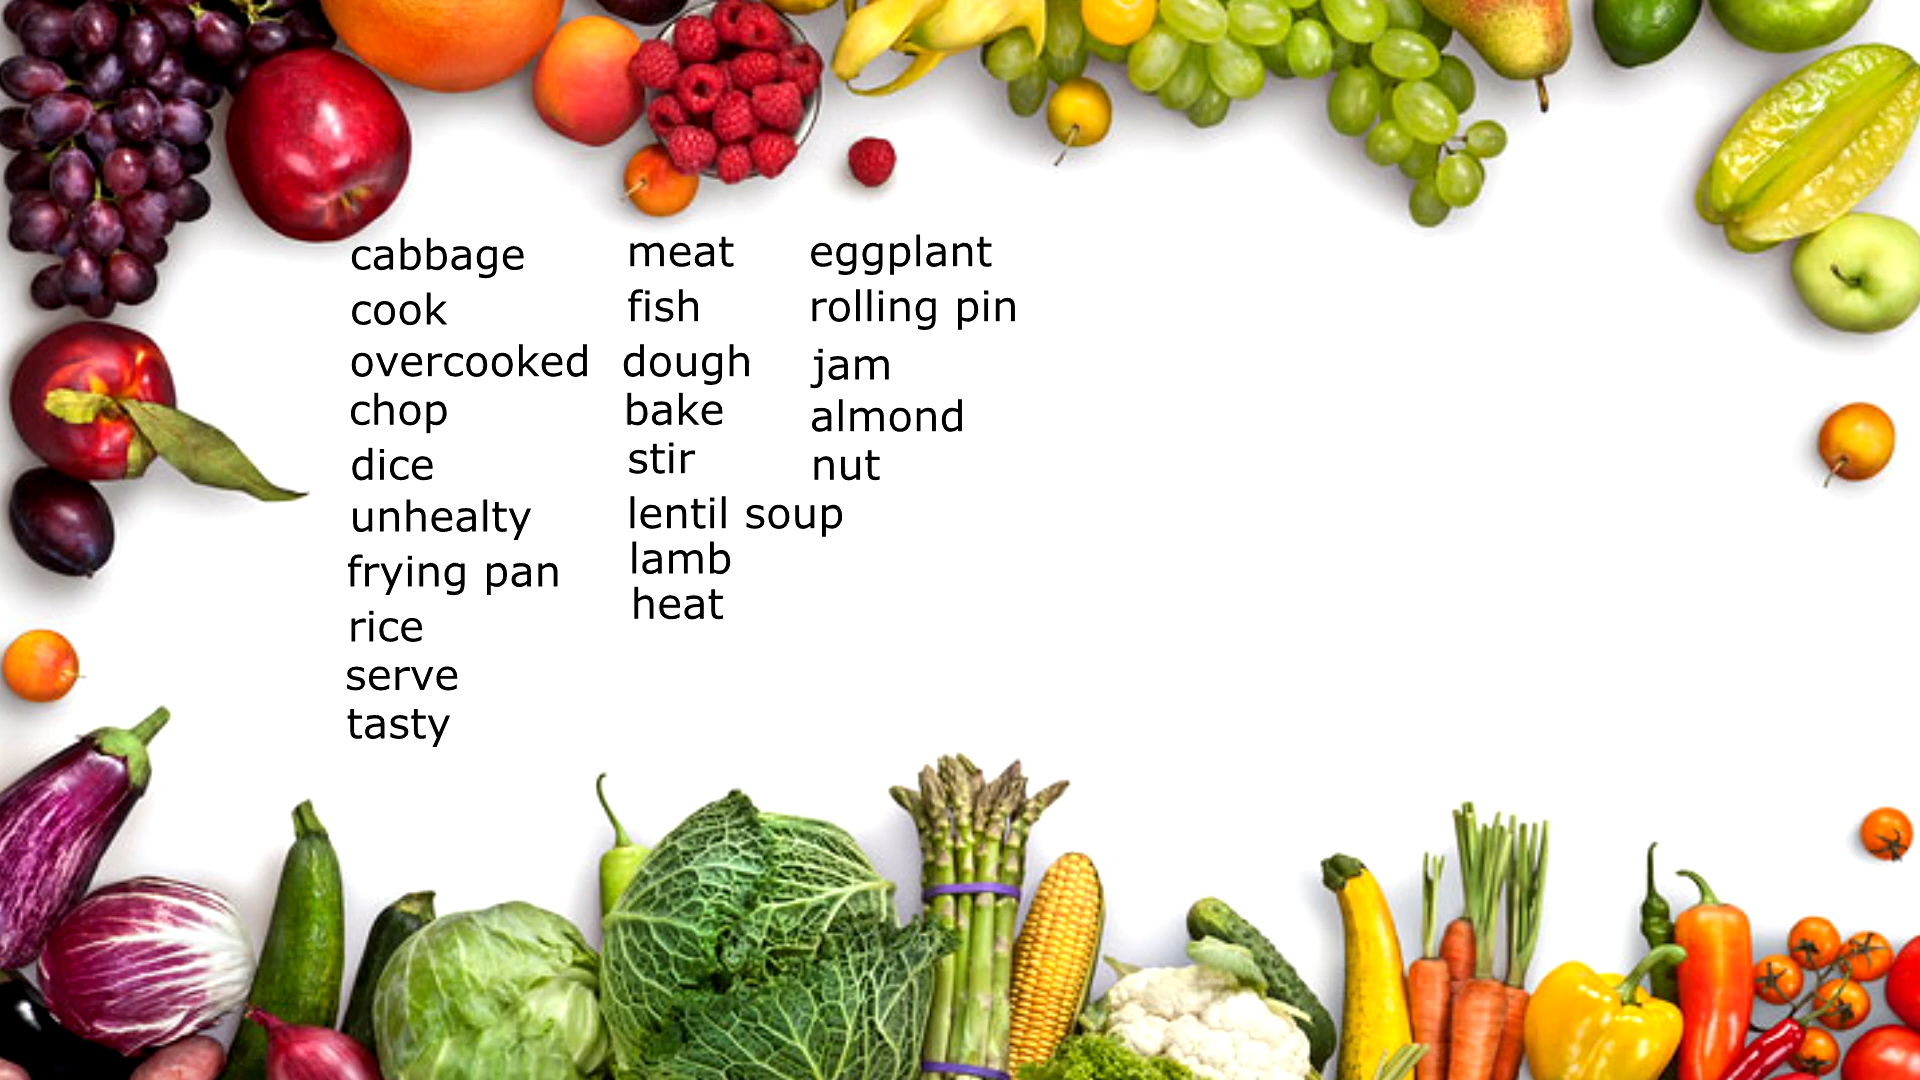 cabbage
cook
overcooked
chop
dice
unhealty
frying pan
rice
serve
tasty
meat
fish
dough
bake
stir
lentil soup
lamb
heat
eggplant
rolling pin
jam
almond
nut